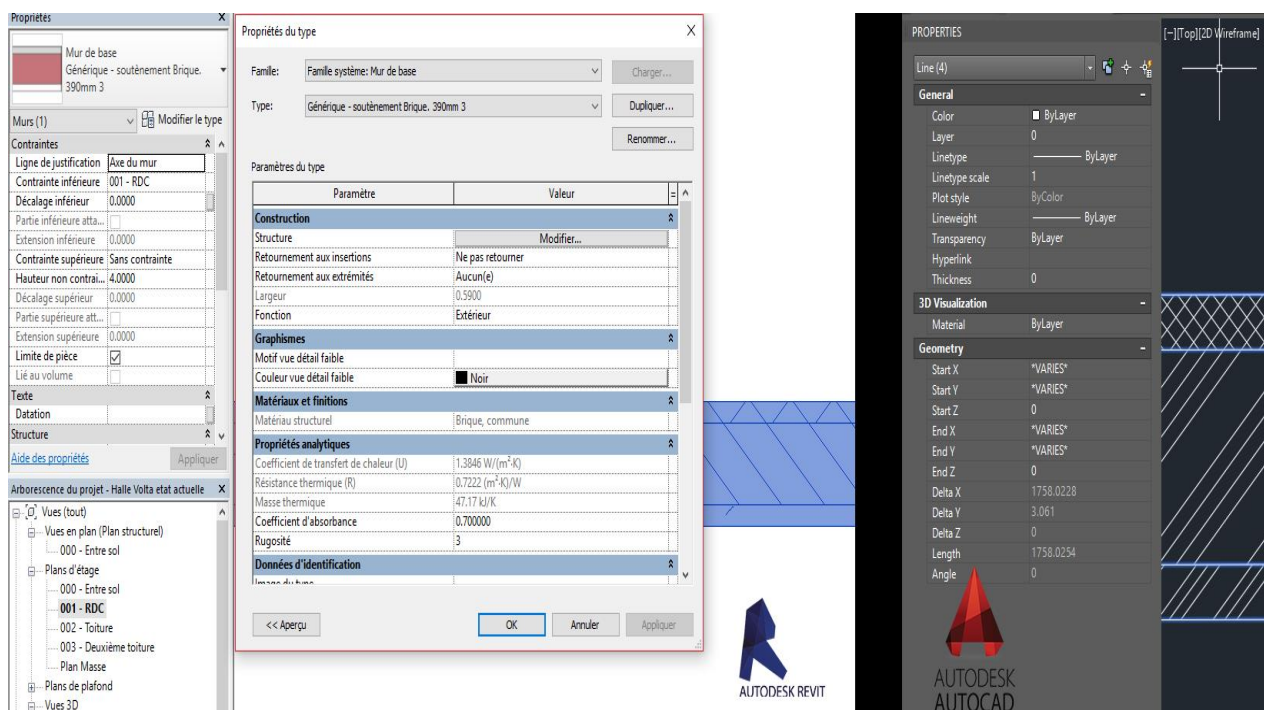 Propriétés X
Mur de base
Générique - soutènement Brique.
390mm 3
Murs (1)
Modifier le type
Contraintes
Ligne de justification Axe du mur
Contrainte inférieure 001 - RDC
Décalage inférieur 0.0000
Partie inférieure atta...
Extension inférieure 0.0000
Contrainte supérieure Sans contrainte
Hauteur non contrai... 4.0000
Décalage supérieur 0.0000
Partie supérieure att...
Extension supérieure 0.0000
Limite de pièce
Lié au volume
Texte
Datation
Structure
Aide des propriétés Appliquer
Arborescence du projet - Halle Volta etat actuelle X
Vues (tout)
Vues en plan (Plan structurel)
000 - Entre sol
Plans d'étage
000 - Entre sol
001 - RDC
002 - Toiture
003 - Deuxième toiture
Plan Masse
Plans de plafond
Vues 3D
Propriétés du type X
Famille: Famille système: Mur de base Charger...
Type: Générique - soutènement Brique. 390mm 3 Dupliquer...
Renommer...
Paramètres du type
Paramètre Valeur =
Construction
Structure Modifier...
Retournement aux insertions Ne pas retourner
Retournement aux extrémités Aucun(e)
Largeur 0.5900
Fonction Extérieur
Graphismes
Motif vue détail faible
Couleur vue détail faible Noir
Matériaux et finitions
Matériau structurel Brique, commune
Propriétés analytiques
Coefficient de transfert de chaleur (U) 1.3846 W/(m²·K)
Résistance thermique (R) 0.7222 (m²·K)/W
Masse thermique 47.17 kJ/K
Coefficient d'absorbance 0.700000
Rugosité 3
Données d'identification
Image du type
<< Aperçu OK Annuler Appliquer
AUTODESK REVIT
PROPERTIES
Line (4)
General
Color ByLayer
Layer 0
Linetype ByLayer
Linetype scale 1
Plot style ByColor
Lineweight ByLayer
Transparency ByLayer
Hyperlink
Thickness 0
3D Visualization
Material ByLayer
Geometry
Start X *VARIES*
Start Y *VARIES*
Start Z 0
End X *VARIES*
End Y *VARIES*
End Z 0
Delta X 1758.0228
Delta Y 3.061
Delta Z 0
Length 1758.0254
Angle 0
AUTODESK
AUTOCAD
[−][Top][2D Wireframe]